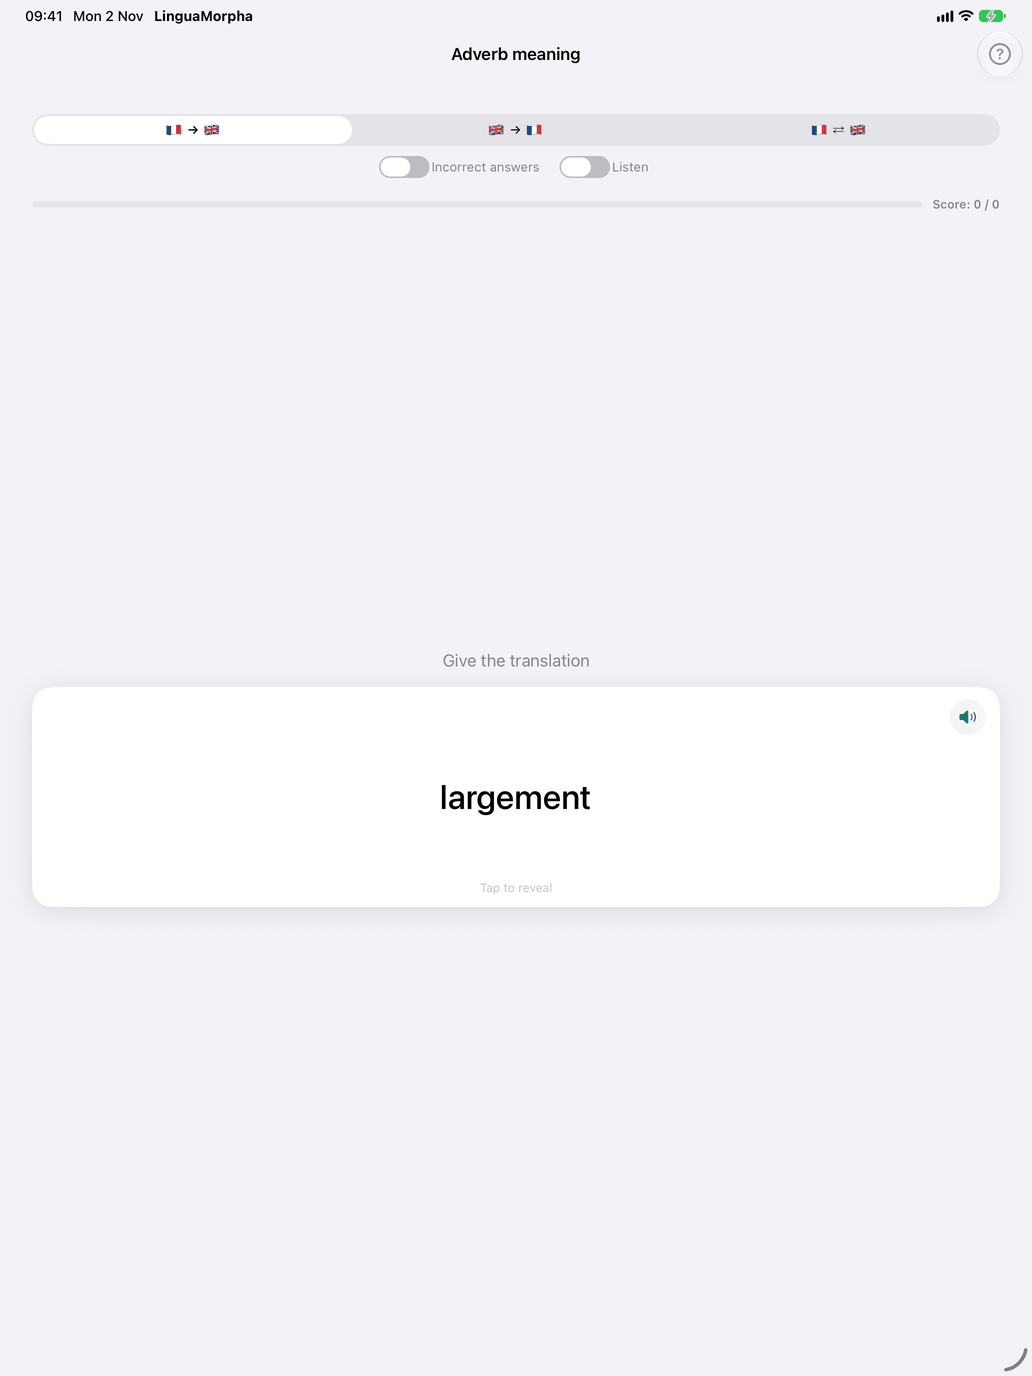 09:41 Mon 2 Nov LinguaMorpha
Adverb meaning
Incorrect answers Listen
Score: 0 / 0
Give the translation
largement
Tap to reveal